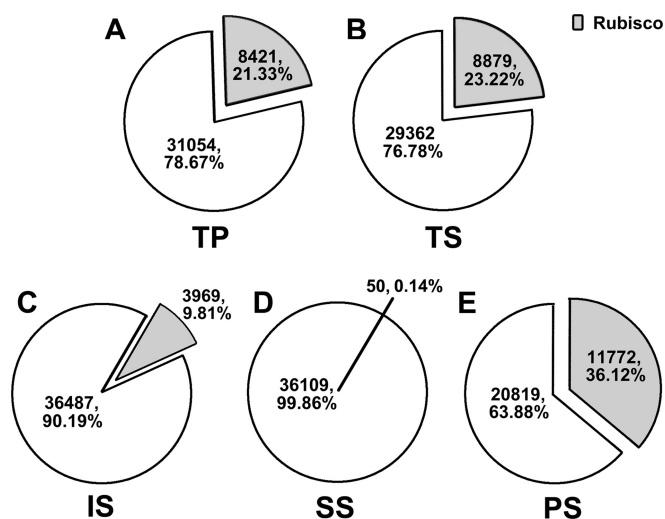 A
8421,
21.33%
31054,
78.67%
TP
B
8879,
23.22%
29362
76.78%
TS
Rubisco
C
3969,
9.81%
36487,
90.19%
IS
D
50, 0.14%
36109,
99.86%
SS
E
11772,
36.12%
20819,
63.88%
PS